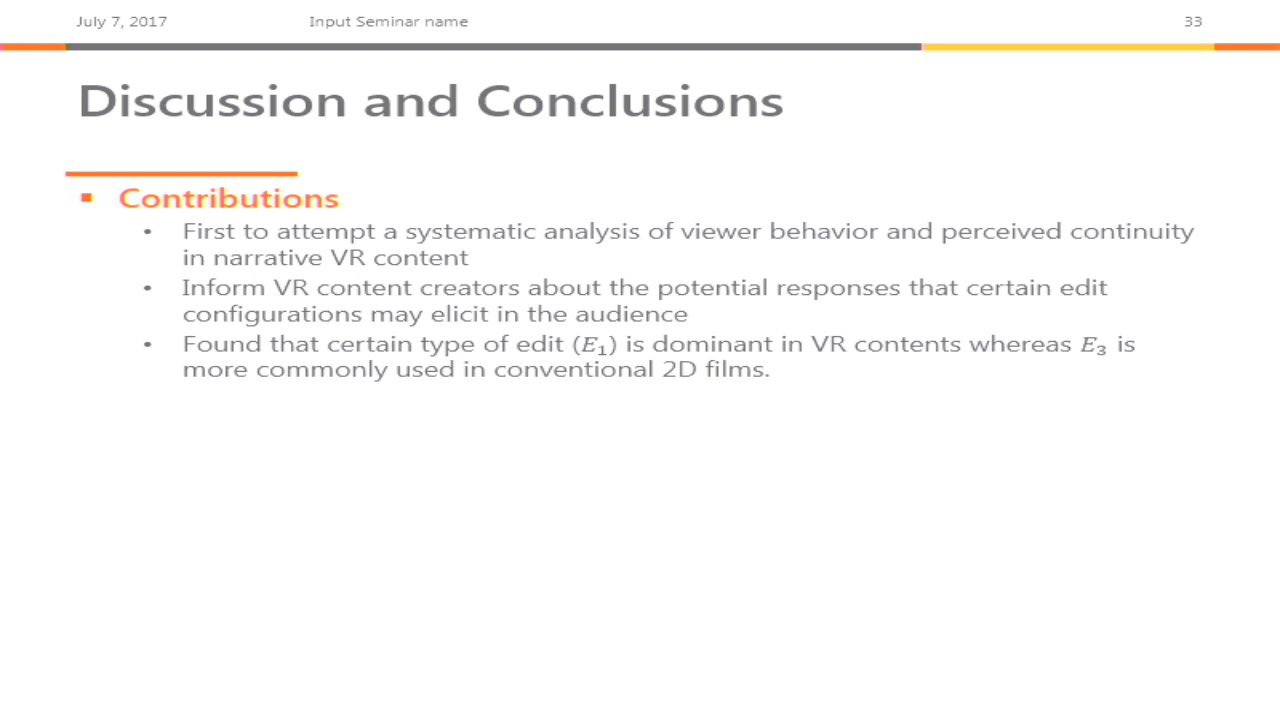 July 7, 2017 Input Seminar name 33
Discussion and Conclusions
▪ Contributions
• First to attempt a systematic analysis of viewer behavior and perceived continuity
in narrative VR content
• Inform VR content creators about the potential responses that certain edit
configurations may elicit in the audience
• Found that certain type of edit (E₁) is dominant in VR contents whereas E₃ is
more commonly used in conventional 2D films.